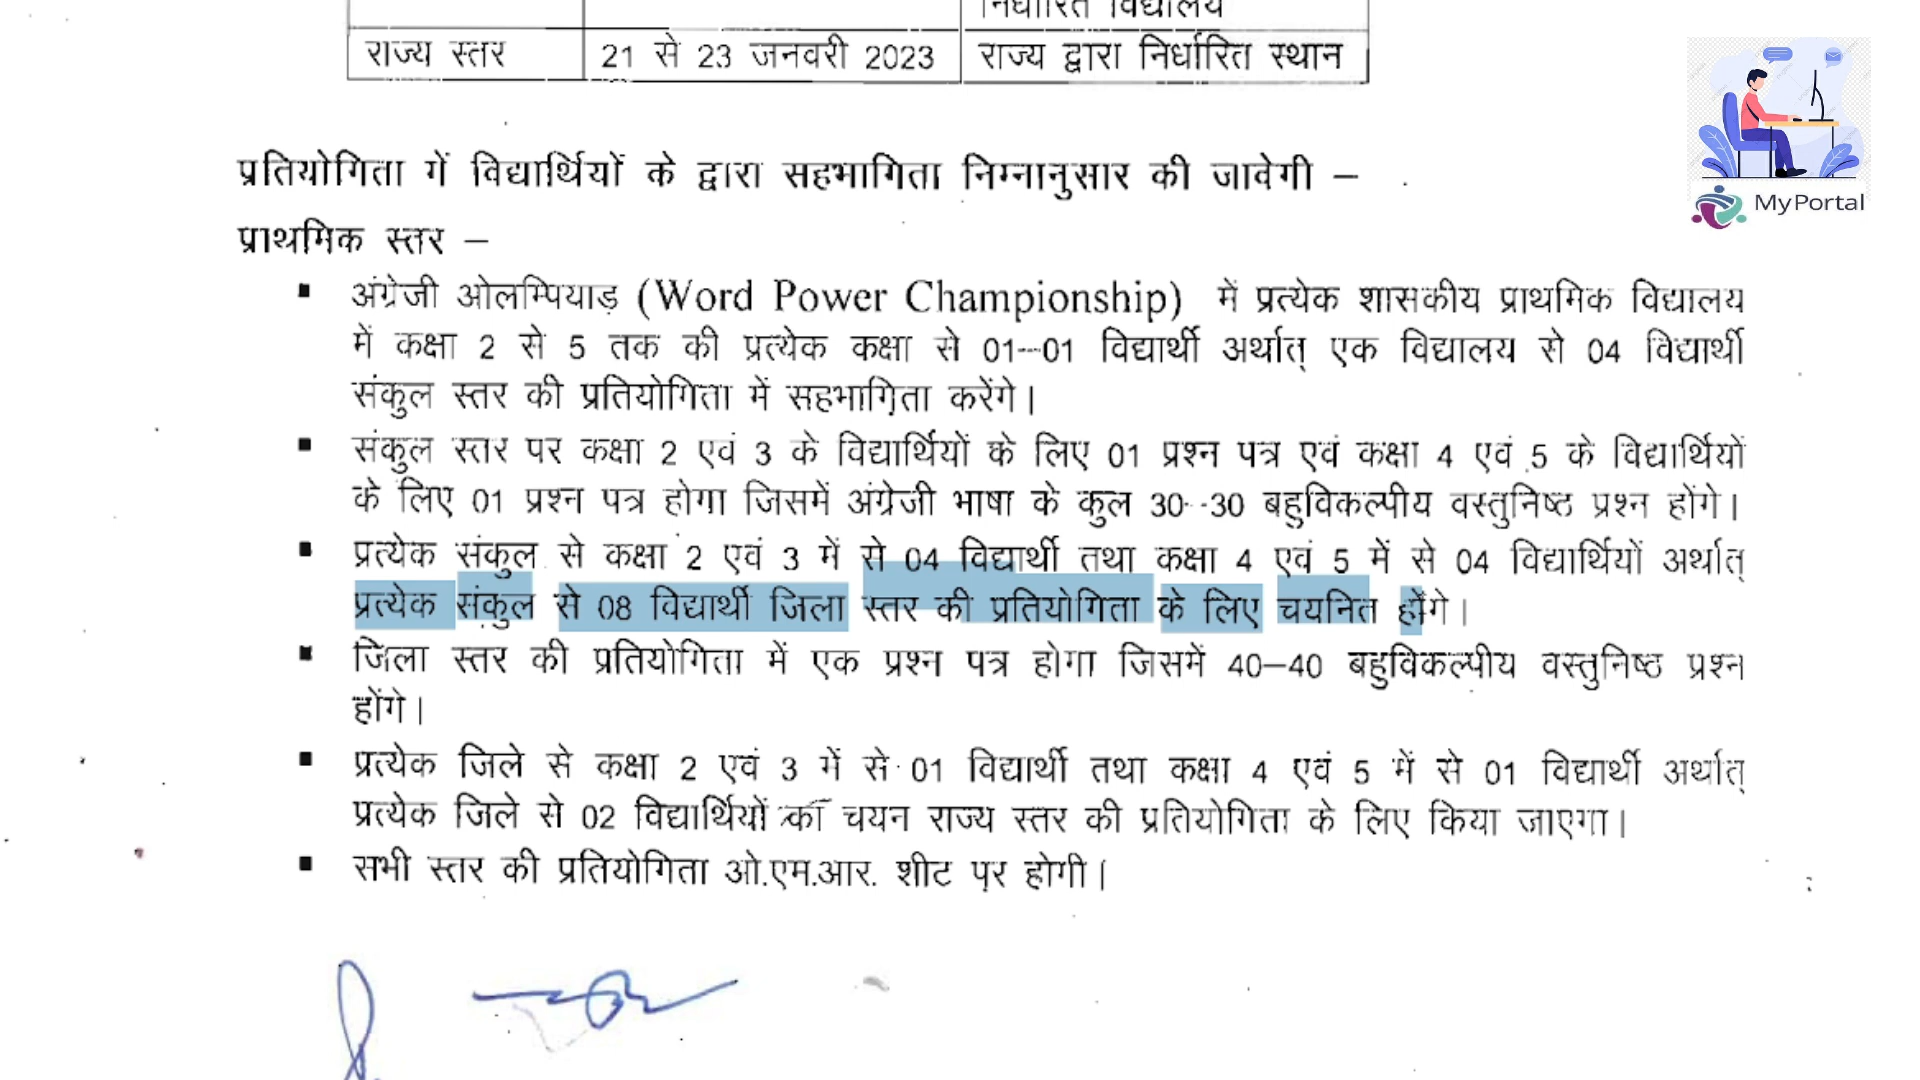 निर्धारित विद्यालय
राज्य स्तर 21 से 23 जनवरी 2023 राज्य द्वारा निर्धारित स्थान
MyPortal
प्रतियोगिता में विद्यार्थियों के द्वारा सहभागिता निम्नानुसार की जावेगी –
प्राथमिक स्तर –
▪ अंग्रेजी ओलम्पियाड़ (Word Power Championship) में प्रत्येक शासकीय प्राथमिक विद्यालय
में कक्षा 2 से 5 तक की प्रत्येक कक्षा से 01–01 विद्यार्थी अर्थात् एक विद्यालय से 04 विद्यार्थी
संकुल स्तर की प्रतियोगिता में सहभागिता करेंगे।
▪ संकुल स्तर पर कक्षा 2 एवं 3 के विद्यार्थियों के लिए 01 प्रश्न पत्र एवं कक्षा 4 एवं 5 के विद्यार्थियों
के लिए 01 प्रश्न पत्र होगा जिसमें अंग्रेजी भाषा के कुल 30–30 बहुविकल्पीय वस्तुनिष्ठ प्रश्न होंगे।
▪ प्रत्येक संकुल से कक्षा 2 एवं 3 में से 04 विद्यार्थी तथा कक्षा 4 एवं 5 में से 04 विद्यार्थियों अर्थात्
प्रत्येक संकुल से 08 विद्यार्थी जिला स्तर की प्रतियोगिता के लिए चयनित होंगे।
▪ जिला स्तर की प्रतियोगिता में एक प्रश्न पत्र होगा जिसमें 40–40 बहुविकल्पीय वस्तुनिष्ठ प्रश्न
होंगे।
▪ प्रत्येक जिले से कक्षा 2 एवं 3 में से 01 विद्यार्थी तथा कक्षा 4 एवं 5 में से 01 विद्यार्थी अर्थात्
प्रत्येक जिले से 02 विद्यार्थियों का चयन राज्य स्तर की प्रतियोगिता के लिए किया जाएगा।
▪ सभी स्तर की प्रतियोगिता ओ.एम.आर. शीट पर होगी।